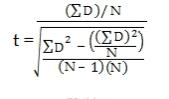 (ΣD)/N
t = √
ΣD² − ((ΣD)²)
N
(N − 1)(N)